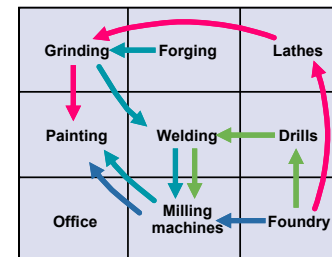 Grinding Forging Lathes
Painting Welding Drills
Office Milling machines Foundry